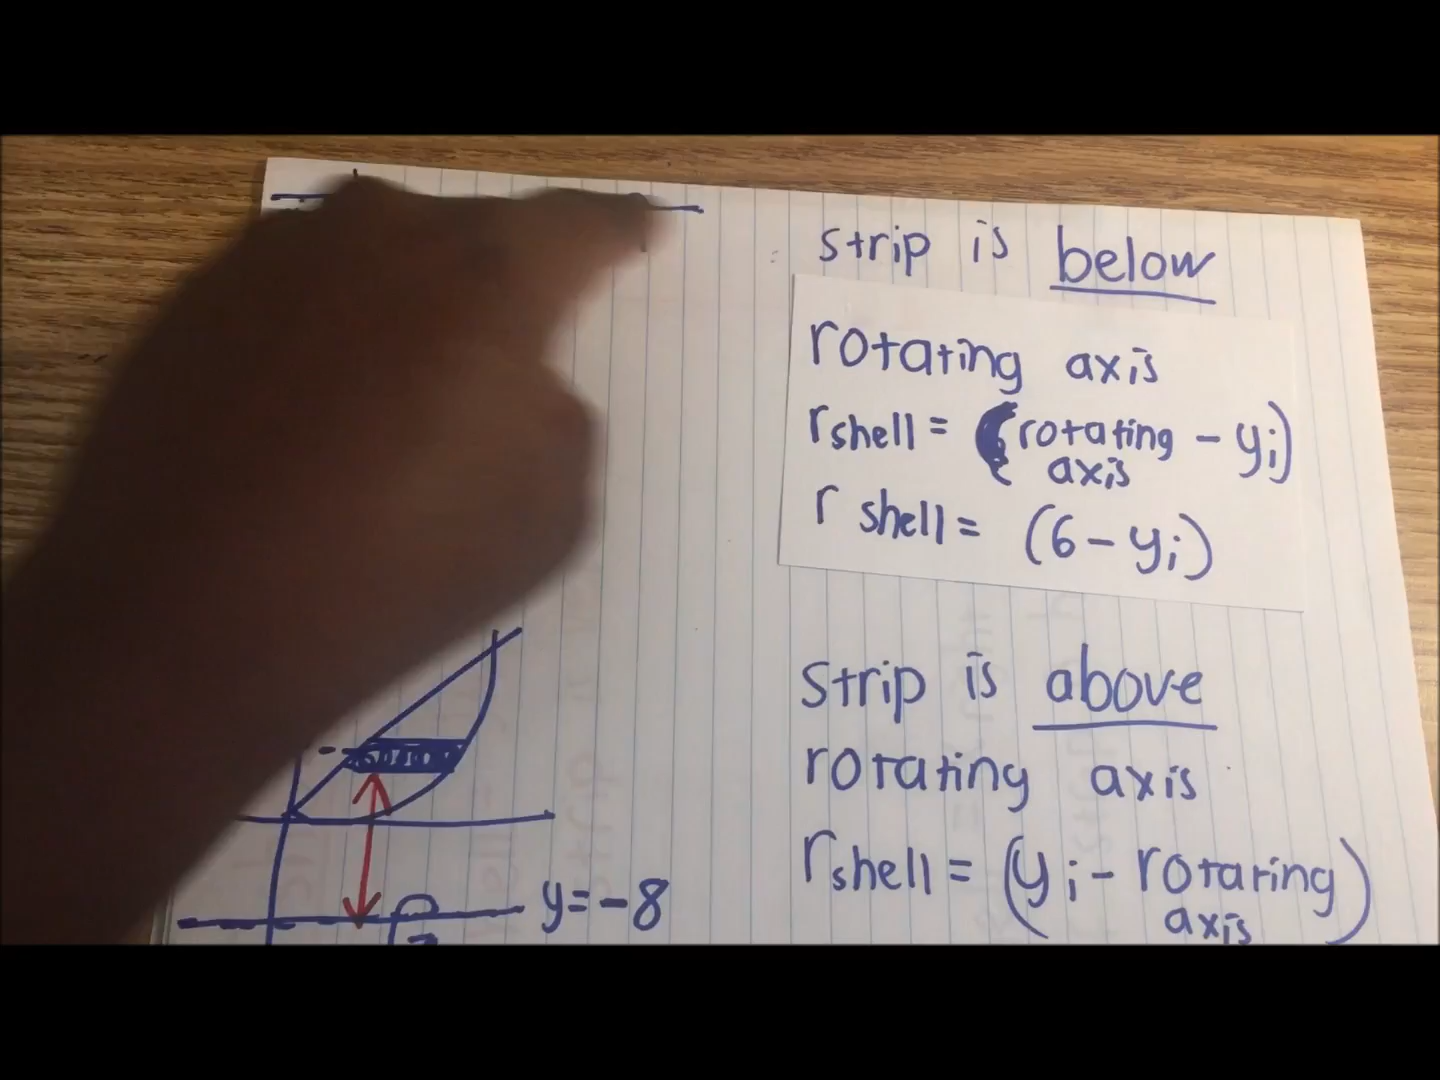 strip is below
rotating axis
rshell = (rotating - yi)
axis
r shell = (6 - yi)
strip is above
rotating axis
rshell = (yi - rotaring)
axis
y = -8